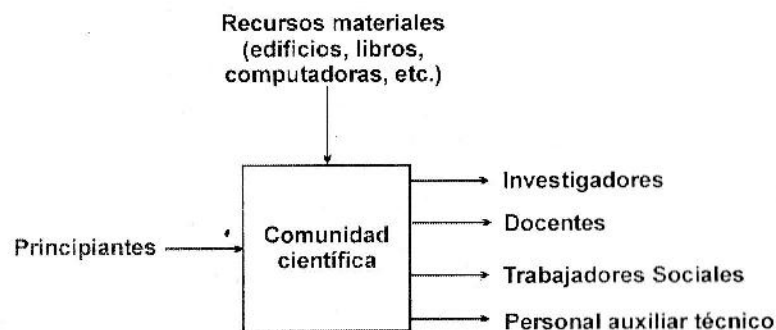 Recursos materiales
(edificios, libros,
computadoras, etc.)
Principiantes
Comunidad
científica
Investigadores
Docentes
Trabajadores Sociales
Personal auxiliar técnico